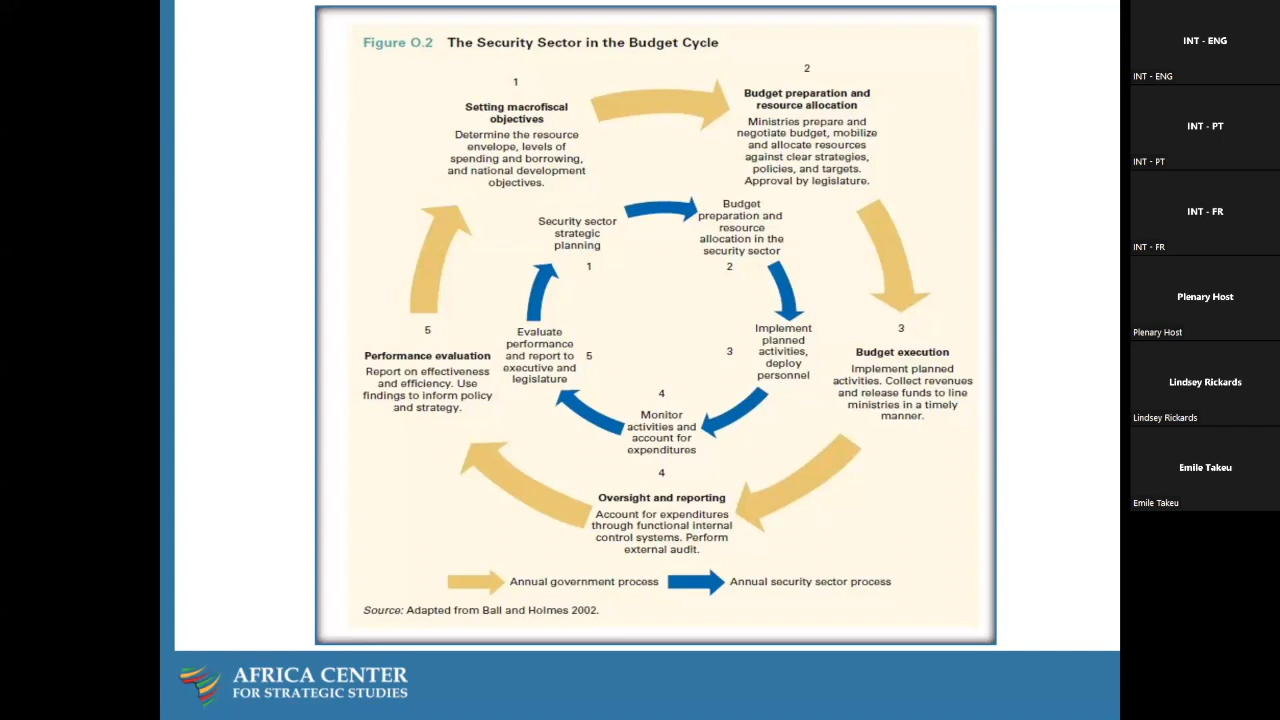 Figure O.2 The Security Sector in the Budget Cycle
1
Setting macrofiscal
objectives
Determine the resource
envelope, levels of
spending and borrowing,
and national development
objectives.
2
Budget preparation and
resource allocation
Ministries prepare and
negotiate budget, mobilize
and allocate resources
against clear strategies,
policies, and targets.
Approval by legislature.
Security sector
strategic
planning
1
Budget
preparation and
resource
allocation in the
security sector
2
Implement
planned
activities,
deploy
personnel
3
3
Budget execution
Implement planned
activities. Collect revenues
and release funds to line
ministries in a timely
manner.
4
Monitor
activities and
account for
expenditures
Evaluate
performance
and report to
executive and
legislature
5
5
Performance evaluation
Report on effectiveness
and efficiency. Use
findings to inform policy
and strategy.
4
Oversight and reporting
Account for expenditures
through functional internal
control systems. Perform
external audit.
Annual government process
Annual security sector process
Source: Adapted from Ball and Holmes 2002.
AFRICA CENTER
FOR STRATEGIC STUDIES
INT - ENG
INT - ENG
INT - PT
INT - PT
INT - FR
INT - FR
Plenary Host
Plenary Host
Lindsey Rickards
Lindsey Rickards
Emile Takeu
Emile Takeu